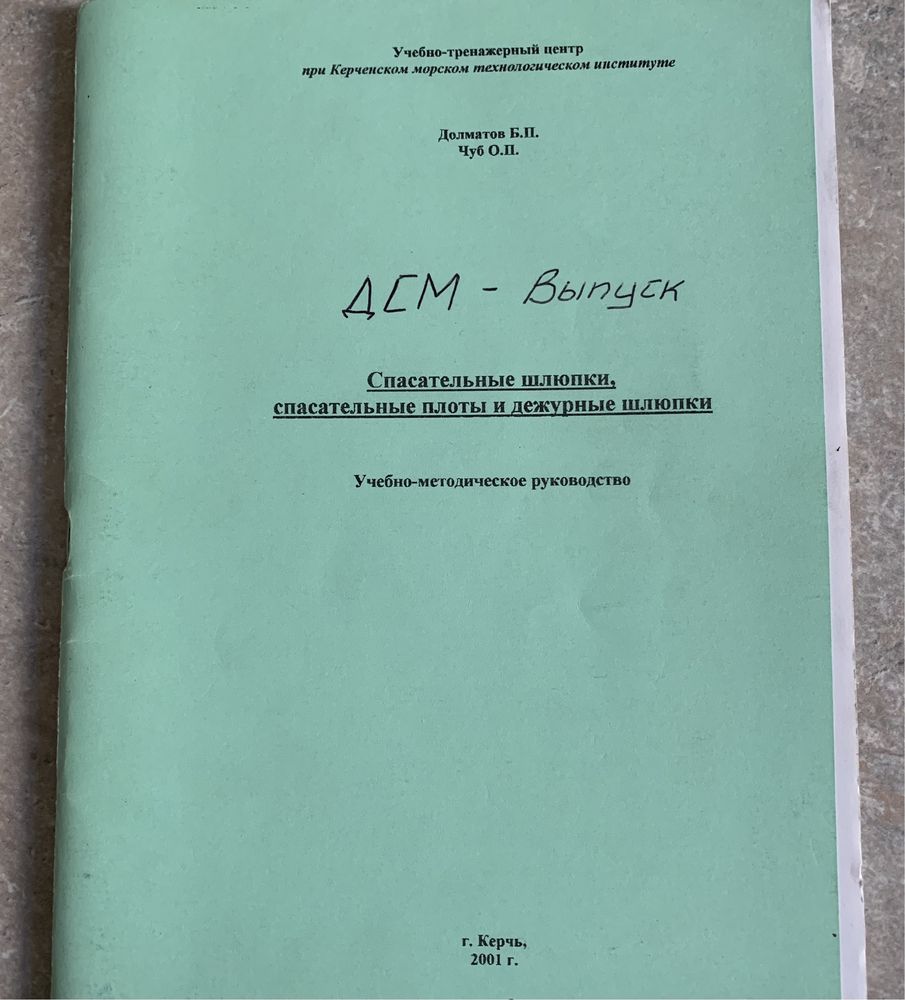 Учебно-тренажерный центр
при Керченском морском технологическом институте
Долматов Б.П.
Чуб О.П.
ДСМ - Выпуск
Спасательные шлюпки,
спасательные плоты и дежурные шлюпки
Учебно-методическое руководство
г. Керчь,
2001 г.